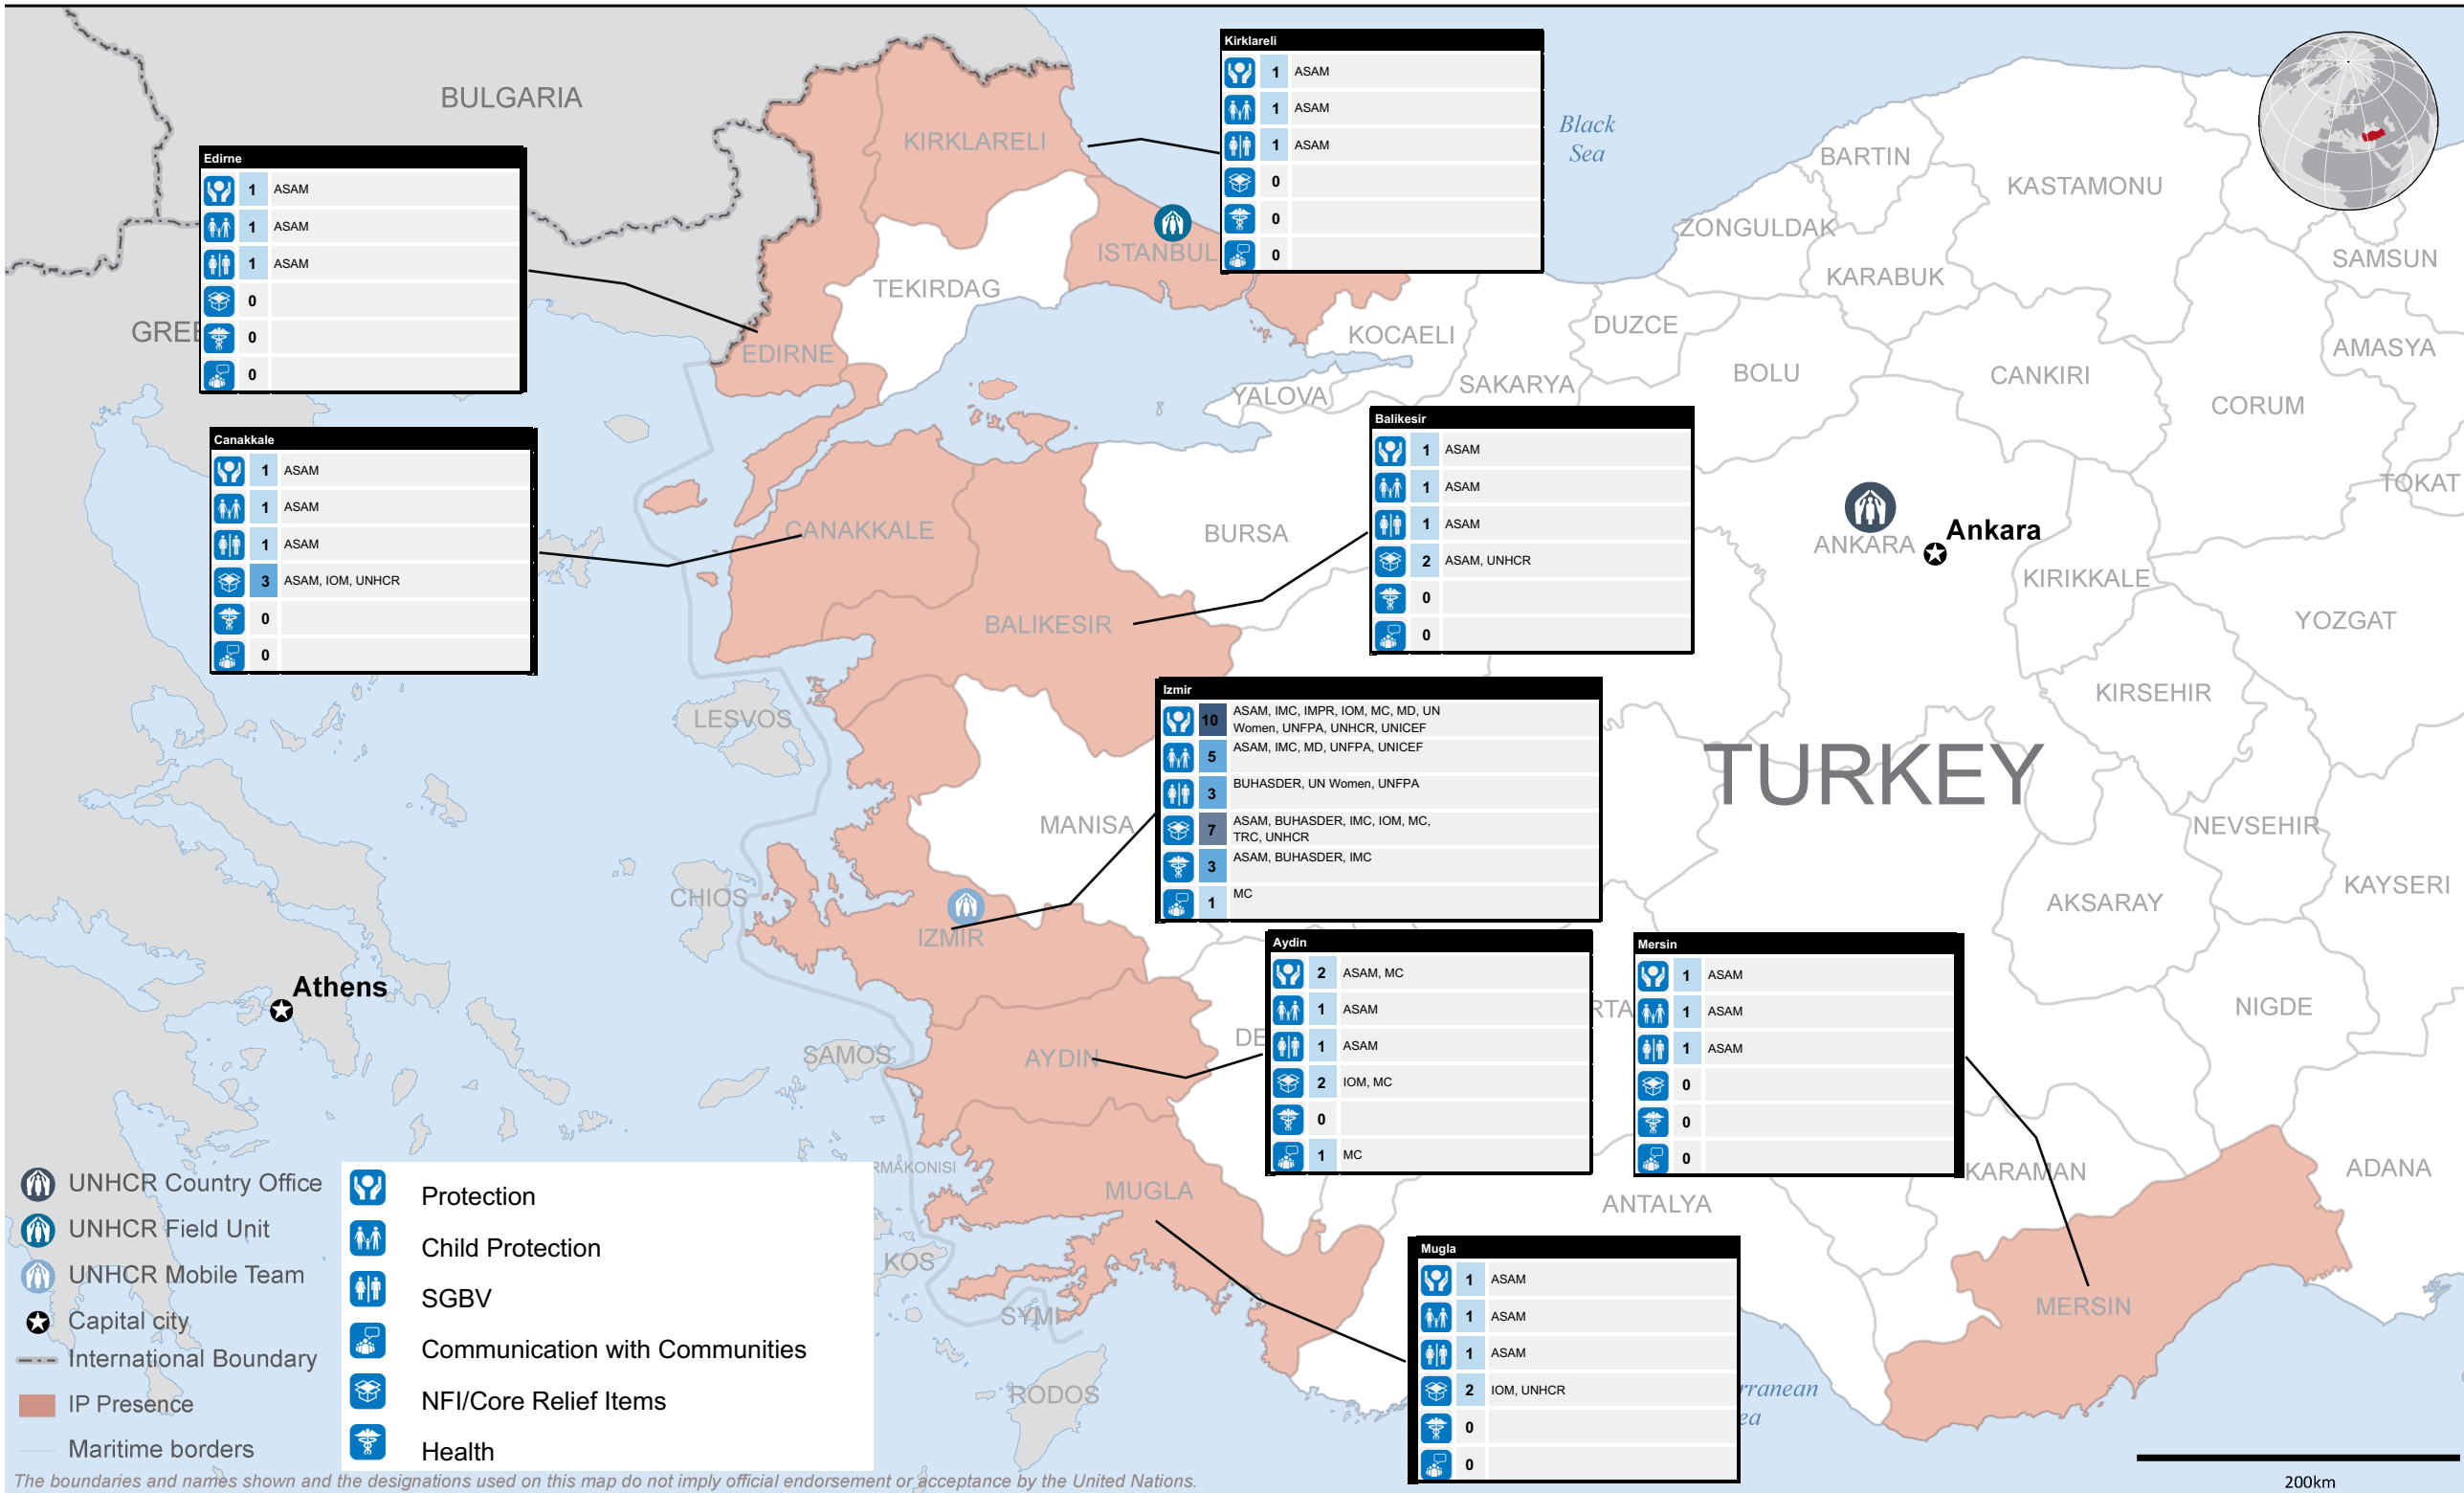 BULGARIA
KIRKLARELI
Black
Sea
BARTIN
KASTAMONU
ZONGULDAK
KARABUK
SAMSUN
ISTANBUL
TEKIRDAG
KOCAELI
DUZCE
AMASYA
EDIRNE
YALOVA
SAKARYA
BOLU
CANKIRI
CORUM
TOKAT
Kirklareli
1 ASAM
1 ASAM
1 ASAM
0
0
0
Edirne
1 ASAM
1 ASAM
1 ASAM
0
0
0
Canakkale
1 ASAM
1 ASAM
1 ASAM
3 ASAM, IOM, UNHCR
0
0
Balikesir
1 ASAM
1 ASAM
1 ASAM
2 ASAM, UNHCR
0
0
CANAKKALE
BURSA
ANKARA
Ankara
KIRIKKALE
YOZGAT
BALIKESIR
KIRSEHIR
LESVOS
TURKEY
MANISA
NEVSEHIR
KAYSERI
CHIOS
IZMIR
AKSARAY
Izmir
10 ASAM, IMC, IMPR, IOM, MC, MD, UN
Women, UNFPA, UNHCR, UNICEF
5 ASAM, IMC, MD, UNFPA, UNICEF
3 BUHASDER, UN Women, UNFPA
7 ASAM, BUHASDER, IMC, IOM, MC,
TRC, UNHCR
3 ASAM, BUHASDER, IMC
1 MC
Aydin
2 ASAM, MC
1 ASAM
1 ASAM
2 IOM, MC
0
1 MC
Mersin
1 ASAM
1 ASAM
1 ASAM
0
0
0
Athens
NIGDE
SAMOS
AYDIN
KARAMAN
ADANA
ANTALYA
MUGLA
KOS
SYMI
RODOS
MERSIN
Mugla
1 ASAM
1 ASAM
1 ASAM
2 IOM, UNHCR
0
0
UNHCR Country Office
UNHCR Field Unit
UNHCR Mobile Team
Capital city
International Boundary
IP Presence
Maritime borders
Protection
Child Protection
SGBV
Communication with Communities
NFI/Core Relief Items
Health
200km
The boundaries and names shown and the designations used on this map do not imply official endorsement or acceptance by the United Nations.